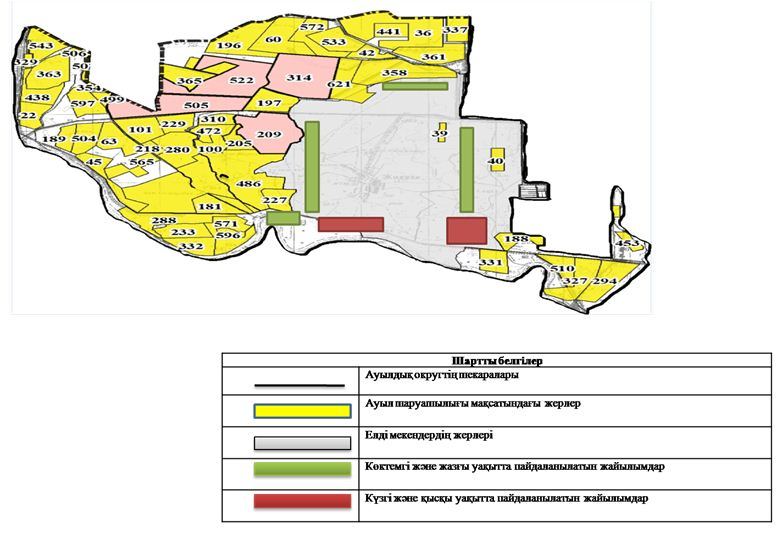 572
441 36 337
543 196 60 533
506 42
329 50 361
363 358
365 522 314
354 621
438 499
597 505 197
22 310
229
101 472 209
189 504 63 39
218 280 100 205
45 565 40
486
181 227
288 571
233 596 188
332 453
331 510
327 294
Шартты белгілер
Ауылдық округтің шекаралары
Ауыл шаруашылығы мақсатындағы жерлер
Елді мекендердің жерлері
Көктемгі және жазғы уақытта пайдаланылатын жайылымдар
Күзгі және қысқы уақытта пайдаланылатын жайылымдар